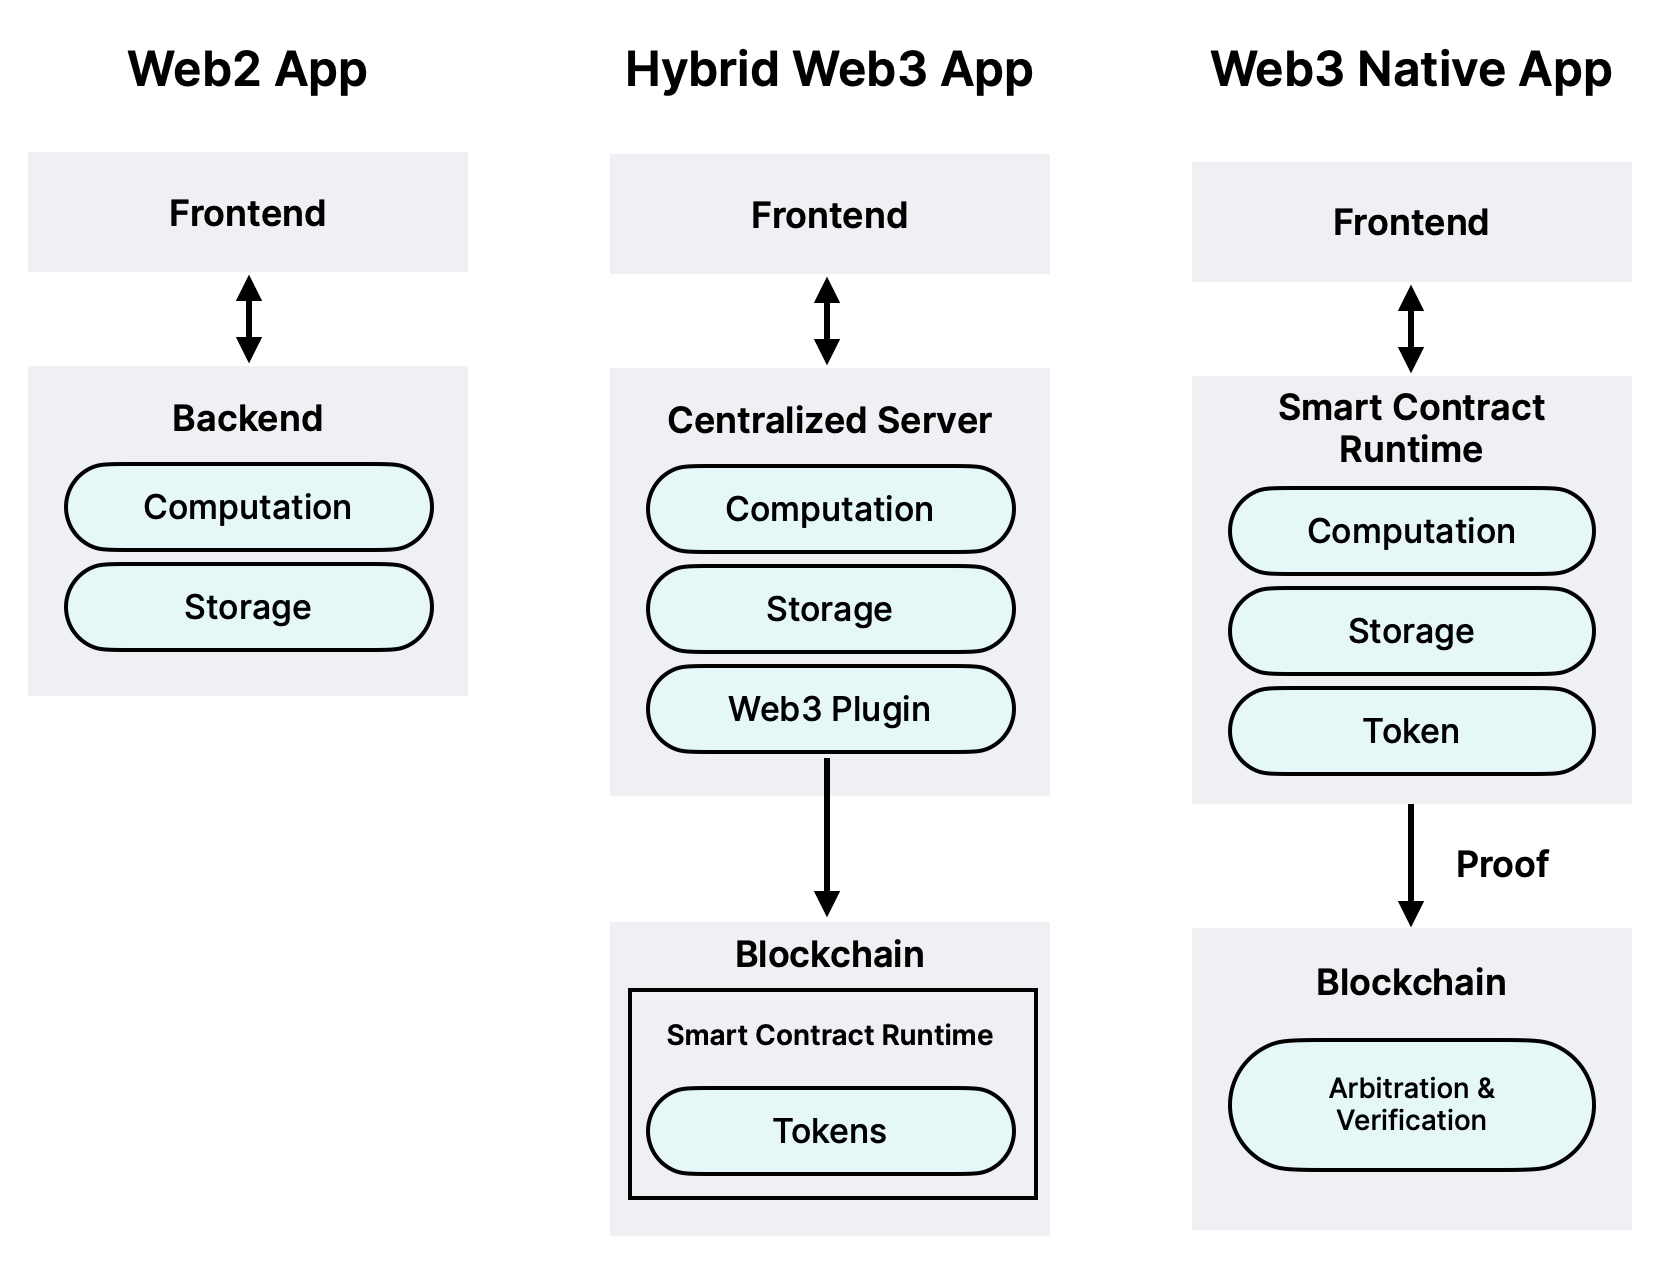 Web2 App
Frontend
Backend
Computation
Storage
Hybrid Web3 App
Frontend
Centralized Server
Computation
Storage
Web3 Plugin
Blockchain
Smart Contract Runtime
Tokens
Web3 Native App
Frontend
Smart Contract
Runtime
Computation
Storage
Token
Proof
Blockchain
Arbitration &
Verification